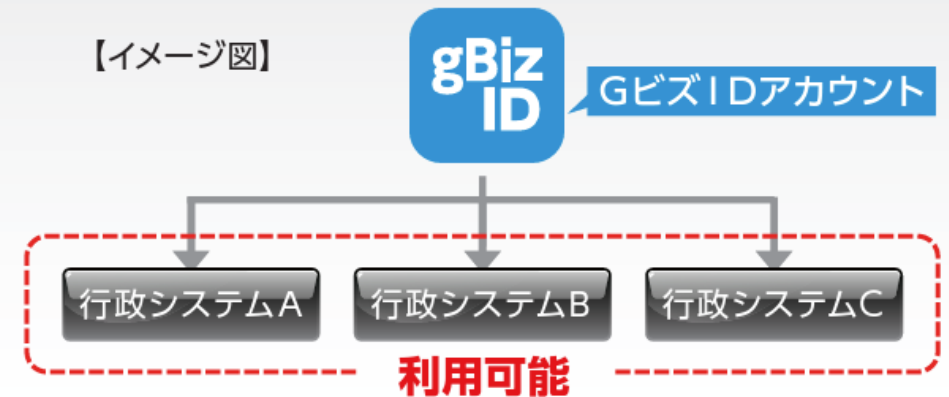 【イメージ図】
gBiz
ID
GビズIDアカウント
行政システムA
行政システムB
行政システムC
利用可能